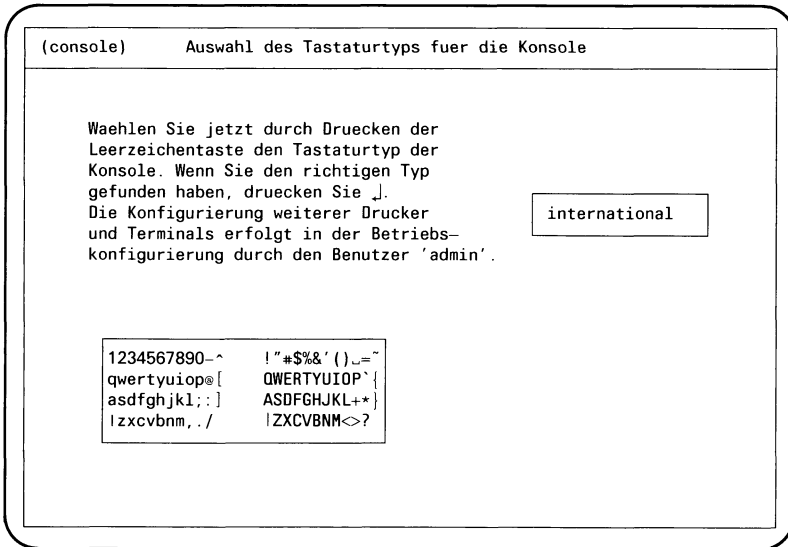 (console) Auswahl des Tastaturtyps fuer die Konsole
Waehlen Sie jetzt durch Druecken der
Leerzeichentaste den Tastaturtyp der
Konsole. Wenn Sie den richtigen Typ
gefunden haben, druecken Sie ↲.
Die Konfigurierung weiterer Drucker
und Terminals erfolgt in der Betriebs–
konfigurierung durch den Benutzer 'admin'.
international
1234567890–^ !"#$%&'()⎵=~
qwertyuiop@[ QWERTYUIOP`{
asdfghjkl;:] ASDFGHJKL+*}
|zxcvbnm,./ |ZXCVBNM<>?